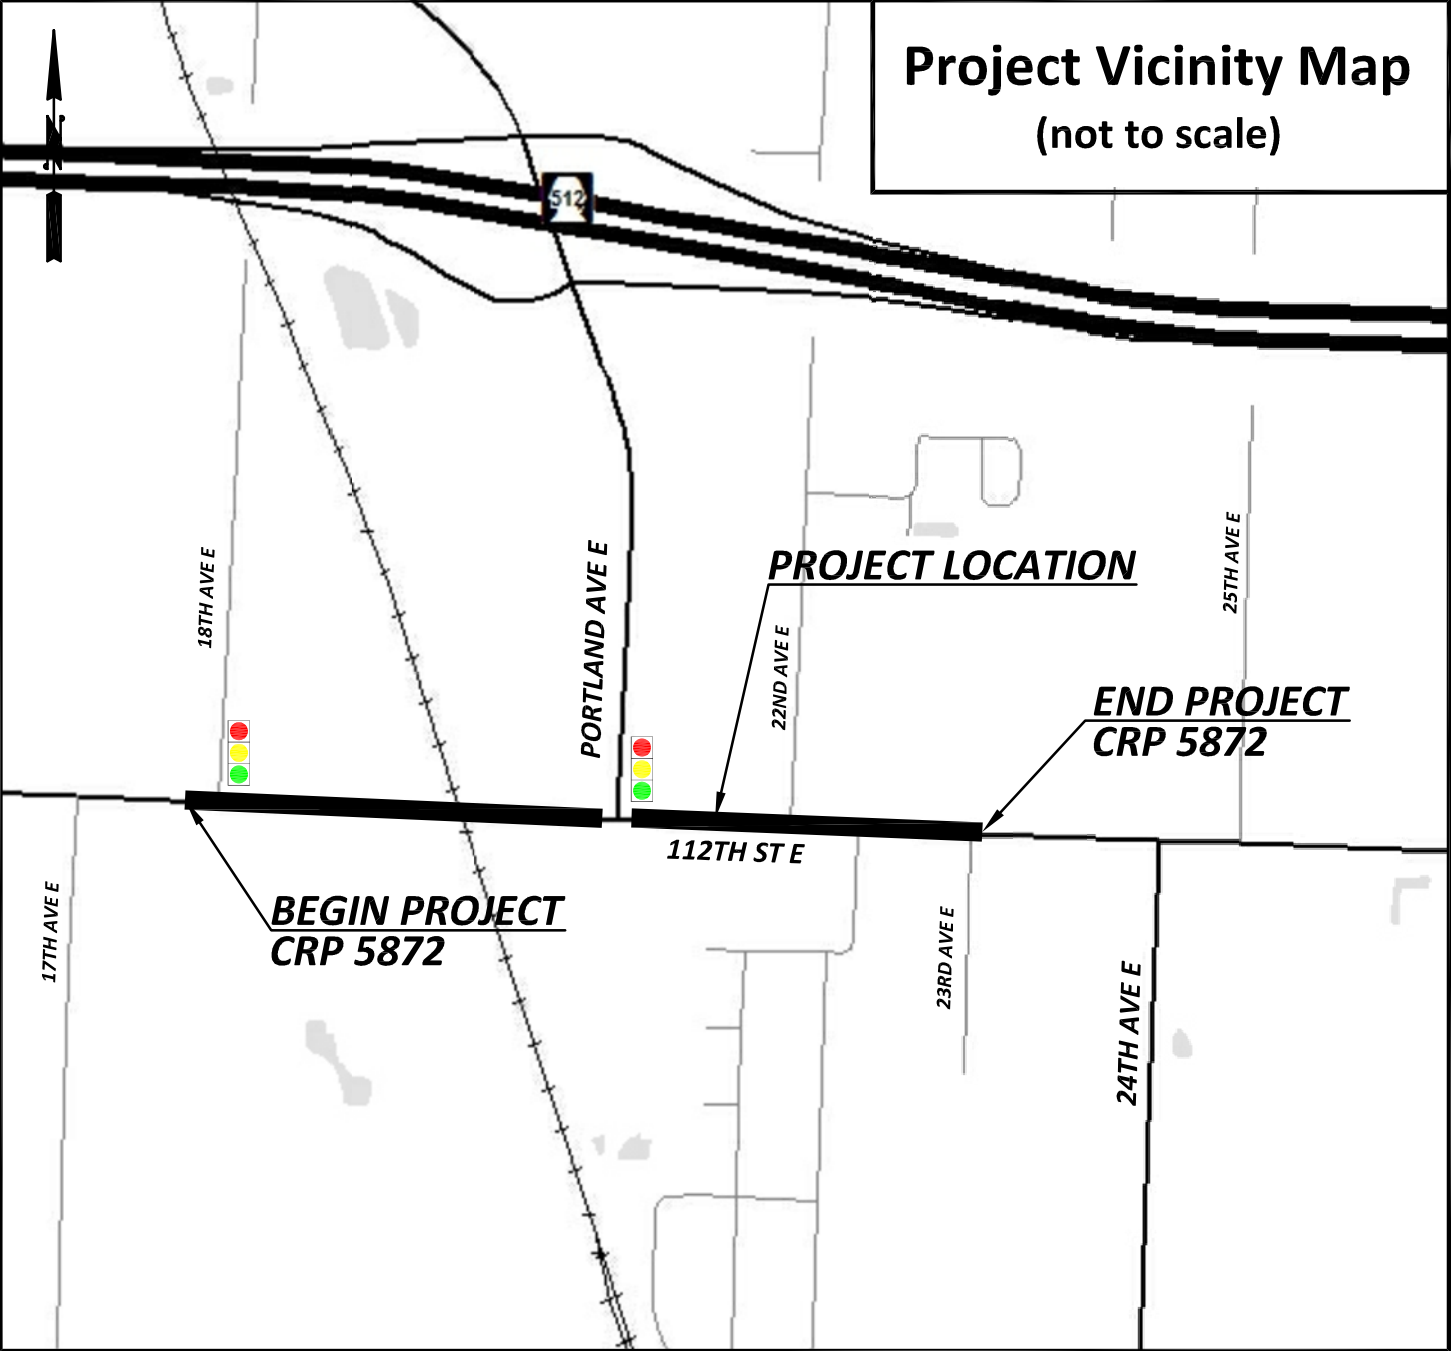 Project Vicinity Map
(not to scale)
N
512
PROJECT LOCATION
18TH AVE E
PORTLAND AVE E
22ND AVE E
25TH AVE E
END PROJECT
CRP 5872
112TH ST E
BEGIN PROJECT
CRP 5872
17TH AVE E
23RD AVE E
24TH AVE E